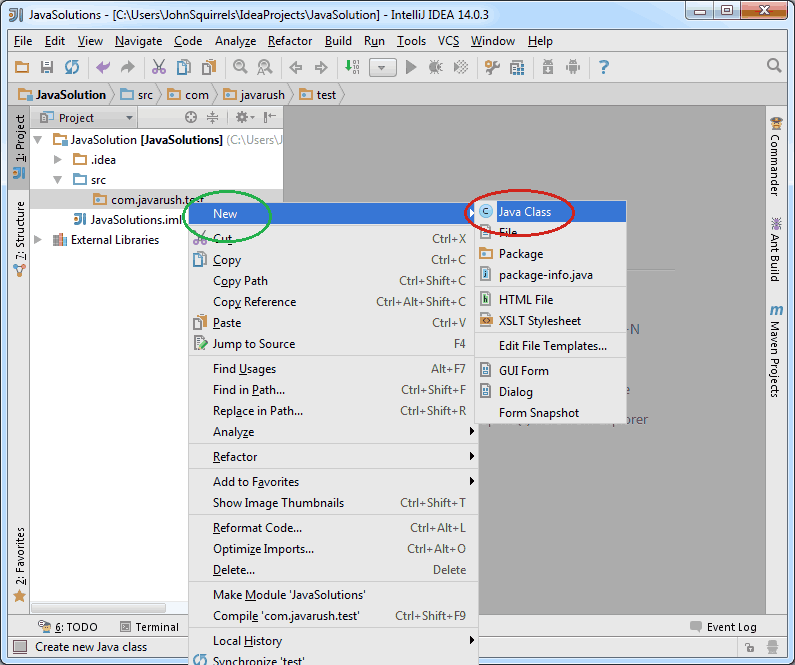 JavaSolutions - [C:\Users\JohnSquirrels\IdeaProjects\JavaSolution] - IntelliJ IDEA 14.0.3
File Edit View Navigate Code Analyze Refactor Build Run Tools VCS Window Help
JavaSolution src com javarush test
1: Project
7: Structure
2: Favorites
Project
JavaSolution [JavaSolutions] (C:\Users\J
.idea
src
com.javarush.test
JavaSolutions.iml
External Libraries
New
Cut Ctrl+X
Copy Ctrl+C
Copy Path Ctrl+Shift+C
Copy Reference Ctrl+Alt+Shift+C
Paste Ctrl+V
Jump to Source F4
Find Usages Alt+F7
Find in Path... Ctrl+Shift+F
Replace in Path... Ctrl+Shift+R
Analyze
Refactor
Add to Favorites
Show Image Thumbnails Ctrl+Shift+T
Reformat Code... Ctrl+Alt+L
Optimize Imports... Ctrl+Alt+O
Delete... Delete
Make Module 'JavaSolutions'
Compile 'com.javarush.test' Ctrl+Shift+F9
Local History
Synchronize 'test'
Java Class
File
Package
package-info.java
HTML File
XSLT Stylesheet
Edit File Templates...
GUI Form
Dialog
Form Snapshot
+N
e
orer
Commander
Ant Build
m Maven Projects
6: TODO Terminal Event Log
Create new Java class